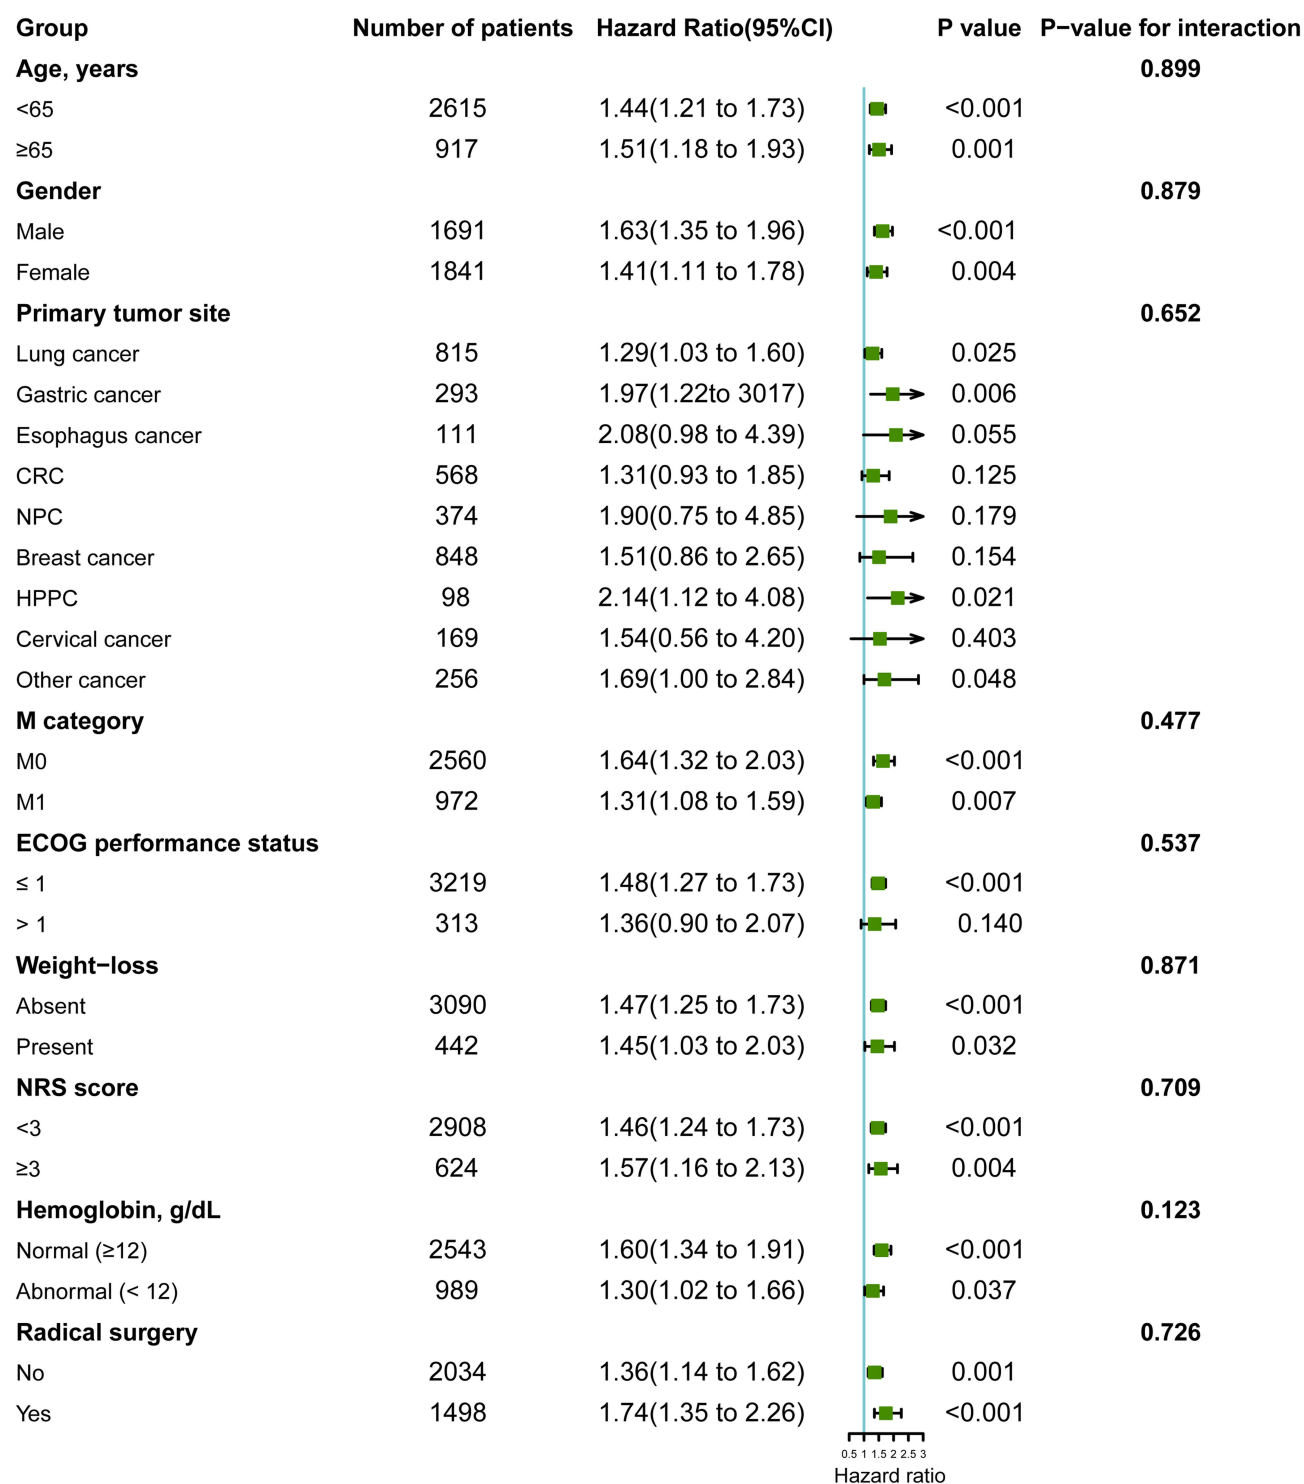 Group Number of patients Hazard Ratio(95%CI) P value P−value for interaction
Age, years 0.899
<65 2615 1.44(1.21 to 1.73) <0.001
≥65 917 1.51(1.18 to 1.93) 0.001
Gender 0.879
Male 1691 1.63(1.35 to 1.96) <0.001
Female 1841 1.41(1.11 to 1.78) 0.004
Primary tumor site 0.652
Lung cancer 815 1.29(1.03 to 1.60) 0.025
Gastric cancer 293 1.97(1.22to 3017) 0.006
Esophagus cancer 111 2.08(0.98 to 4.39) 0.055
CRC 568 1.31(0.93 to 1.85) 0.125
NPC 374 1.90(0.75 to 4.85) 0.179
Breast cancer 848 1.51(0.86 to 2.65) 0.154
HPPC 98 2.14(1.12 to 4.08) 0.021
Cervical cancer 169 1.54(0.56 to 4.20) 0.403
Other cancer 256 1.69(1.00 to 2.84) 0.048
M category 0.477
M0 2560 1.64(1.32 to 2.03) <0.001
M1 972 1.31(1.08 to 1.59) 0.007
ECOG performance status 0.537
≤ 1 3219 1.48(1.27 to 1.73) <0.001
> 1 313 1.36(0.90 to 2.07) 0.140
Weight−loss 0.871
Absent 3090 1.47(1.25 to 1.73) <0.001
Present 442 1.45(1.03 to 2.03) 0.032
NRS score 0.709
<3 2908 1.46(1.24 to 1.73) <0.001
≥3 624 1.57(1.16 to 2.13) 0.004
Hemoglobin, g/dL 0.123
Normal (≥12) 2543 1.60(1.34 to 1.91) <0.001
Abnormal (< 12) 989 1.30(1.02 to 1.66) 0.037
Radical surgery 0.726
No 2034 1.36(1.14 to 1.62) 0.001
Yes 1498 1.74(1.35 to 2.26) <0.001
0.5 1 1.5 2 2.5 3
Hazard ratio